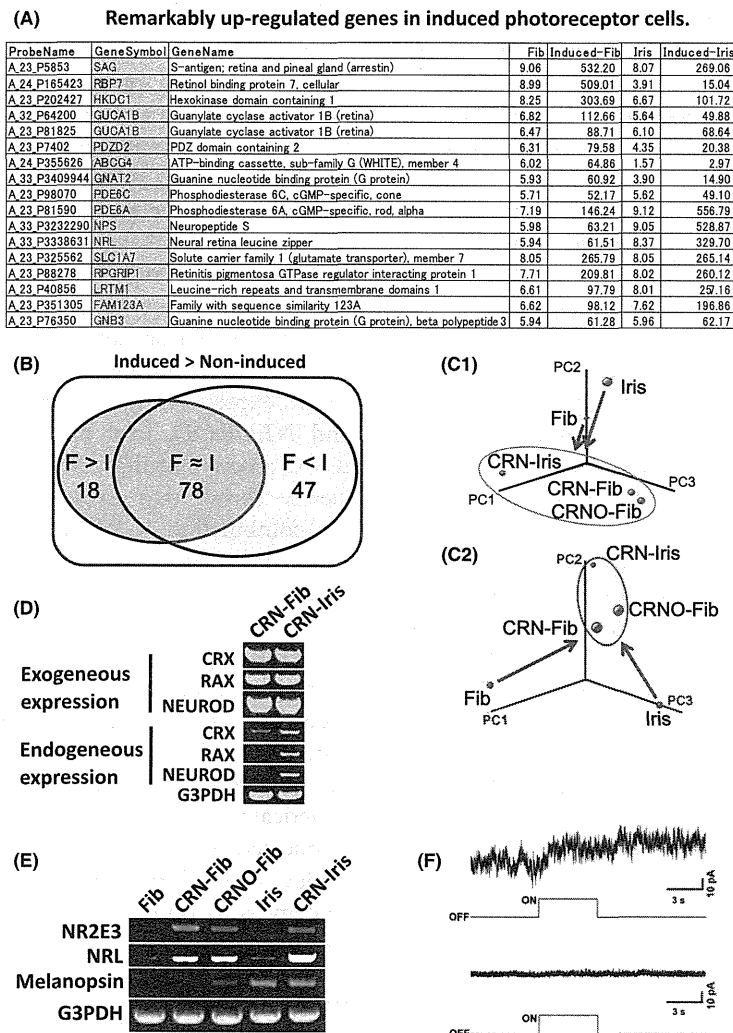 (A) Remarkably up-regulated genes in induced photoreceptor cells.
ProbeName GeneSymbol GeneName Fib Induced-Fib Iris Induced-Iris
A_23_P5853 SAG S-antigen; retina and pineal gland (arrestin) 9.06 532.20 8.07 269.06
A_24_P165423 RBP7 Retinol binding protein 7, cellular 8.99 509.01 3.91 15.04
A_23_P202427 HKDC1 Hexokinase domain containing 1 8.25 303.69 6.67 101.72
A_32_P64200 GUCA1B Guanylate cyclase activator 1B (retina) 6.82 112.66 5.64 49.88
A_23_P81825 GUCA1B Guanylate cyclase activator 1B (retina) 6.47 88.71 6.10 68.64
A_23_P7402 PDZD2 PDZ domain containing 2 6.31 79.58 4.35 20.38
A_24_P355626 ABCG4 ATP-binding cassette, sub-family G (WHITE), member 4 6.02 64.86 1.57 2.97
A_33_P3409944 GNAT2 Guanine nucleotide binding protein (G protein) 5.93 60.92 3.90 14.90
A_23_P98070 PDE6C Phosphodiesterase 6C, cGMP-specific, cone 5.71 52.17 5.62 49.10
A_23_P81590 PDE6A Phosphodiesterase 6A, cGMP-specific, rod, alpha 7.19 146.24 9.12 556.79
A_33_P3232290 NPS Neuropeptide S 5.98 63.21 9.05 528.87
A_33_P3338631 NRL Neural retina leucine zipper 5.94 61.51 8.37 329.70
A_23_P325562 SLC1A7 Solute carrier family 1 (glutamate transporter), member 7 8.05 265.79 8.05 265.14
A_23_P88278 RPGRIP1 Retinitis pigmentosa GTPase regulator interacting protein 1 7.71 209.81 8.02 260.12
A_23_P40856 LRTM1 Leucine-rich repeats and transmembrane domains 1 6.61 97.79 8.01 257.16
A_23_P351305 FAM123A Family with sequence similarity 123A 6.62 98.12 7.62 196.86
A_23_P76350 GNB3 Guanine nucleotide binding protein (G protein), beta polypeptide 3 5.94 61.28 5.96 62.17
(B) Induced > Non-induced
F > I
18
F ≈ I
78
F < I
47
(C1)
PC2
Iris
Fib
CRN-Iris
CRN-Fib
CRNO-Fib
PC1
PC3
(C2)
PC2
CRN-Iris
CRNO-Fib
CRN-Fib
Fib
PC1
PC3
Iris
(D)
CRN-Fib
CRN-Iris
Exogeneous expression
CRX
RAX
NEUROD
Endogeneous expression
CRX
RAX
NEUROD
G3PDH
(E)
Fib
CRN-Fib
CRNO-Fib
Iris
CRN-Iris
NR2E3
NRL
Melanopsin
G3PDH
(F)
3 s
10 pA
ON
OFF
3 s
10 pA
ON
OFF